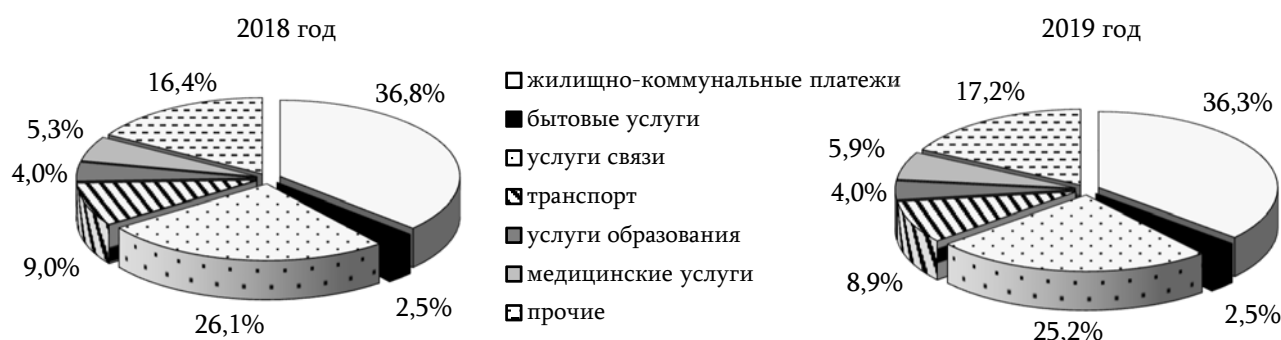 2018 год
16,4%
36,8%
5,3%
4,0%
9,0%
26,1%
2,5%
жилищно-коммунальные платежи
бытовые услуги
услуги связи
транспорт
услуги образования
медицинские услуги
прочие
2019 год
17,2%
36,3%
5,9%
4,0%
8,9%
25,2%
2,5%